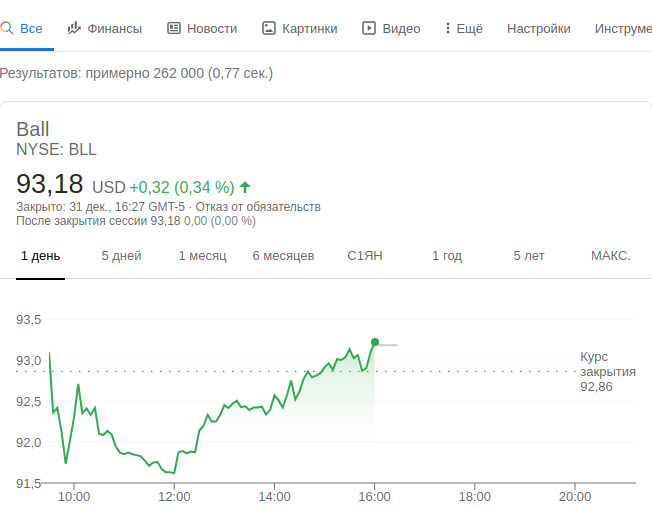 Все Финансы Новости Картинки Видео Ещё Настройки Инструме
Результатов: примерно 262 000 (0,77 сек.)
Ball
NYSE: BLL
93,18 USD +0,32 (0,34 %)
Закрыто: 31 дек., 16:27 GMT-5 · Отказ от обязательств
После закрытия сессии 93,18 0,00 (0,00 %)
1 день 5 дней 1 месяц 6 месяцев С1ЯН 1 год 5 лет МАКС.
93,5
93,0
92,5
92,0
91,5
Курс
закрытия
92,86
10:00 12:00 14:00 16:00 18:00 20:00